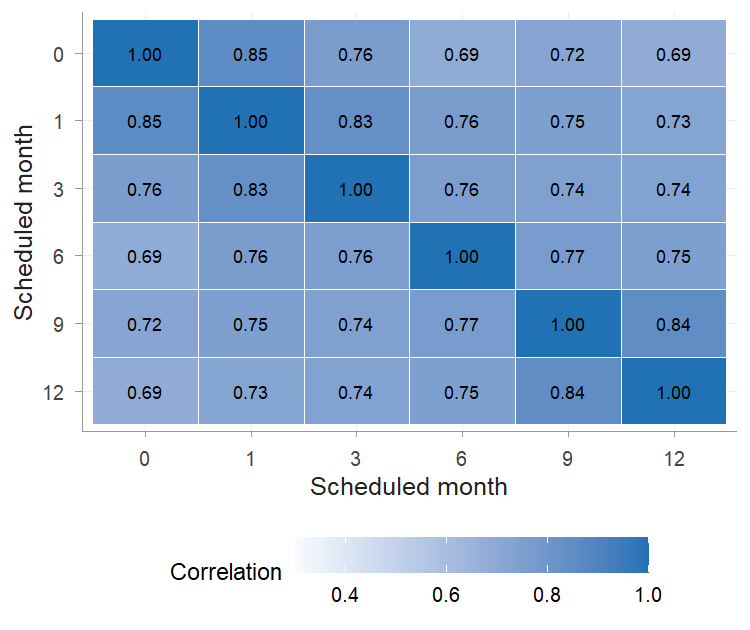 0 1.00 0.85 0.76 0.69 0.72 0.69
1 0.85 1.00 0.83 0.76 0.75 0.73
3 0.76 0.83 1.00 0.76 0.74 0.74
6 0.69 0.76 0.76 1.00 0.77 0.75
9 0.72 0.75 0.74 0.77 1.00 0.84
12 0.69 0.73 0.74 0.75 0.84 1.00
Scheduled month
0 1 3 6 9 12
Scheduled month
Correlation
0.4 0.6 0.8 1.0